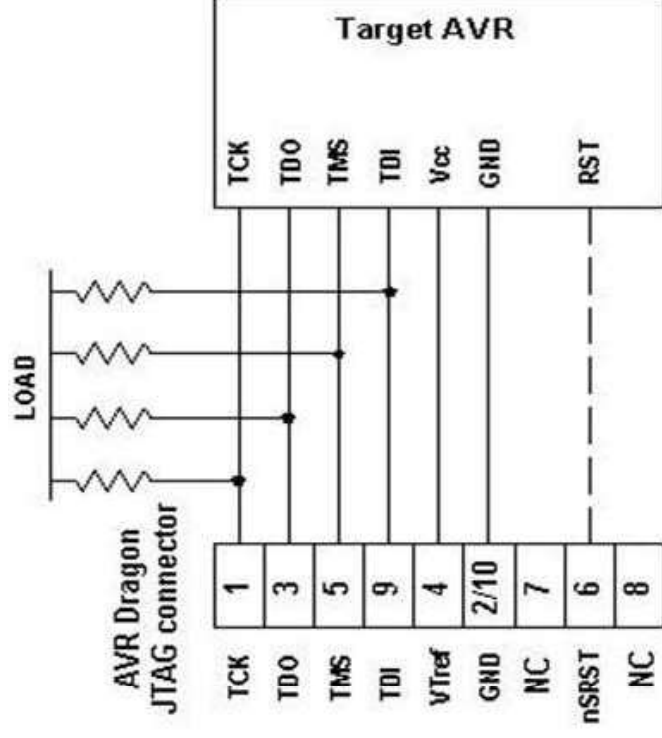 Target AVR
TCK
TDO
TMS
TDI
Vcc
GND
RST
LOAD
AVR Dragon
JTAG connector
1
3
5
9
4
2/10
7
6
8
TCK
TDO
TMS
TDI
VTref
GND
NC
nSRST
NC